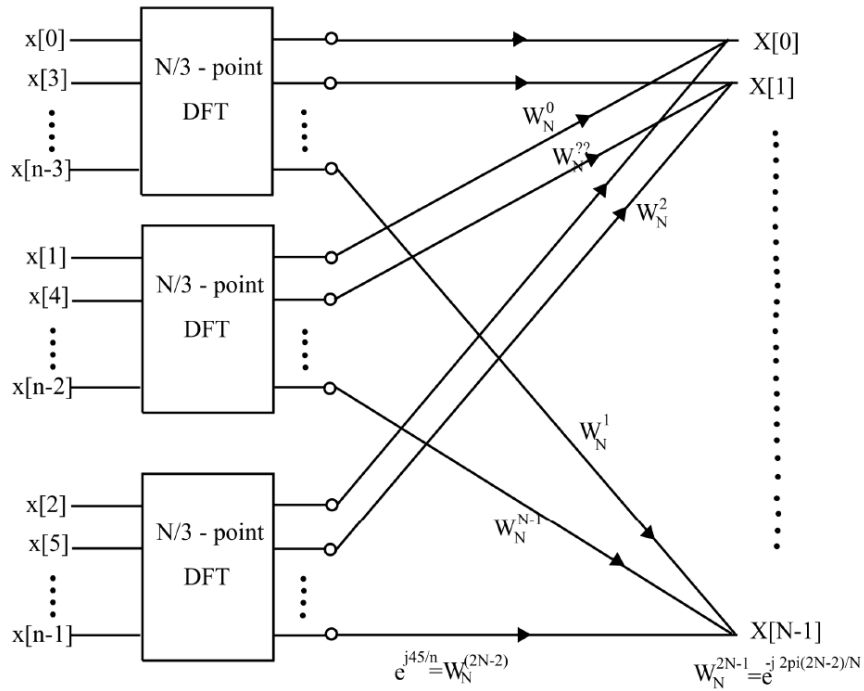 x[0]
x[3]
x[n-3]
N/3 - point
DFT
x[1]
x[4]
x[n-2]
N/3 - point
DFT
x[2]
x[5]
x[n-1]
N/3 - point
DFT
W_N^0
W_N^??
W_N^2
W_N^1
W_N^N-1
X[0]
X[1]
X[N-1]
e^j45/n=W_N^(2N-2)
W_N^2N-1=e^-j 2pi(2N-2)/N